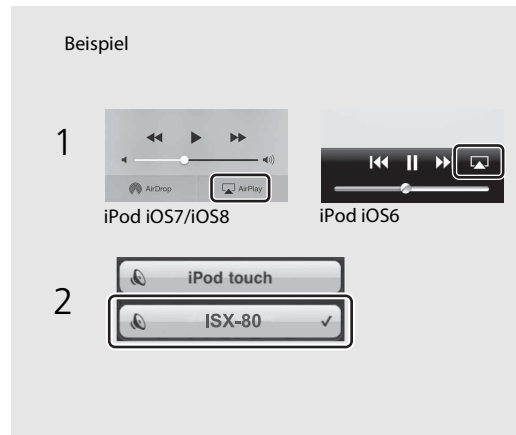 Beispiel
1
AirDrop
AirPlay
iPod iOS7/iOS8
iPod iOS6
2
iPod touch
ISX-80